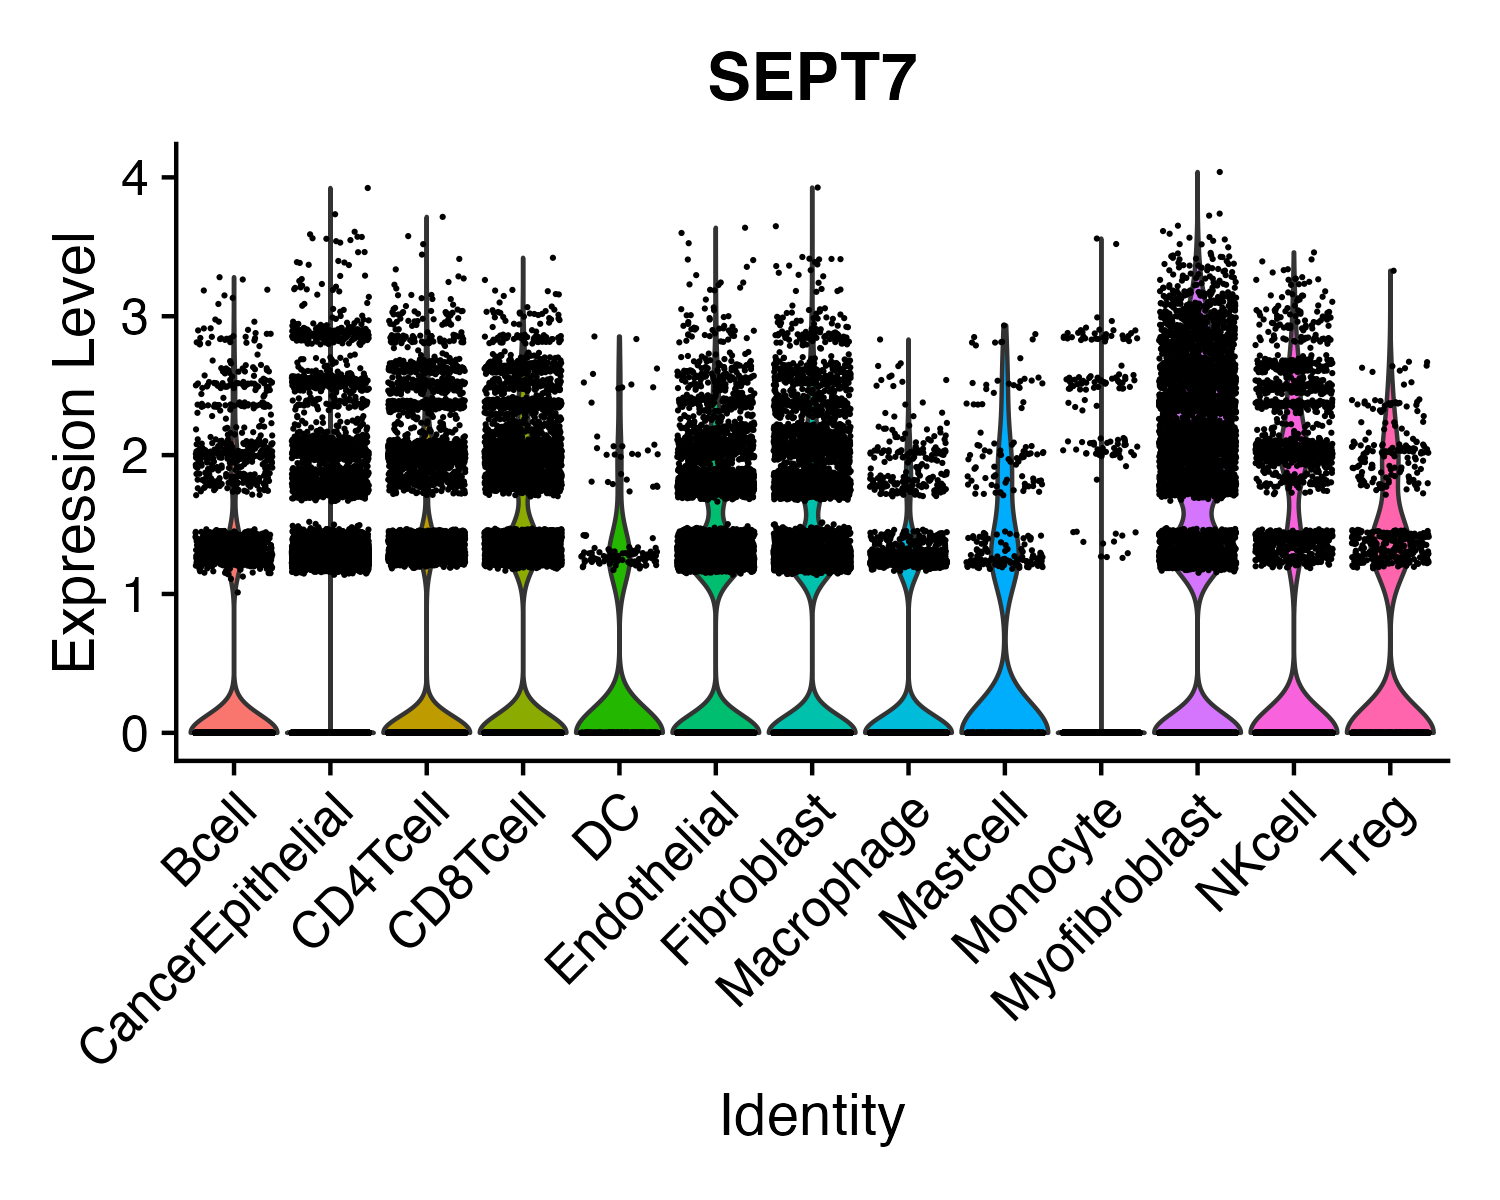 SEPT7
Expression Level
4
3
2
1
0
Bcell
CancerEpithelial
CD4Tcell
CD8Tcell
DC
Endothelial
Fibroblast
Macrophage
Mastcell
Monocyte
Myofibroblast
NKcell
Treg
Identity